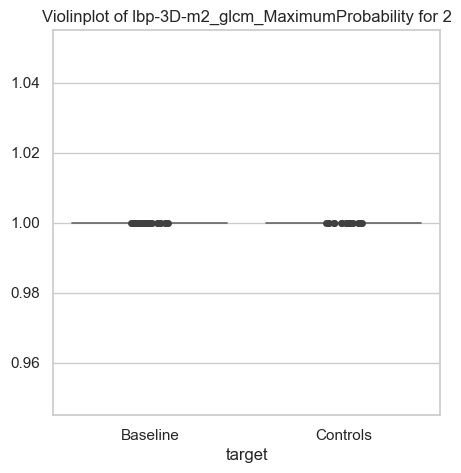 Violinplot of lbp-3D-m2_glcm_MaximumProbability for 2
1.04
1.02
1.00
0.98
0.96
Baseline Controls
target